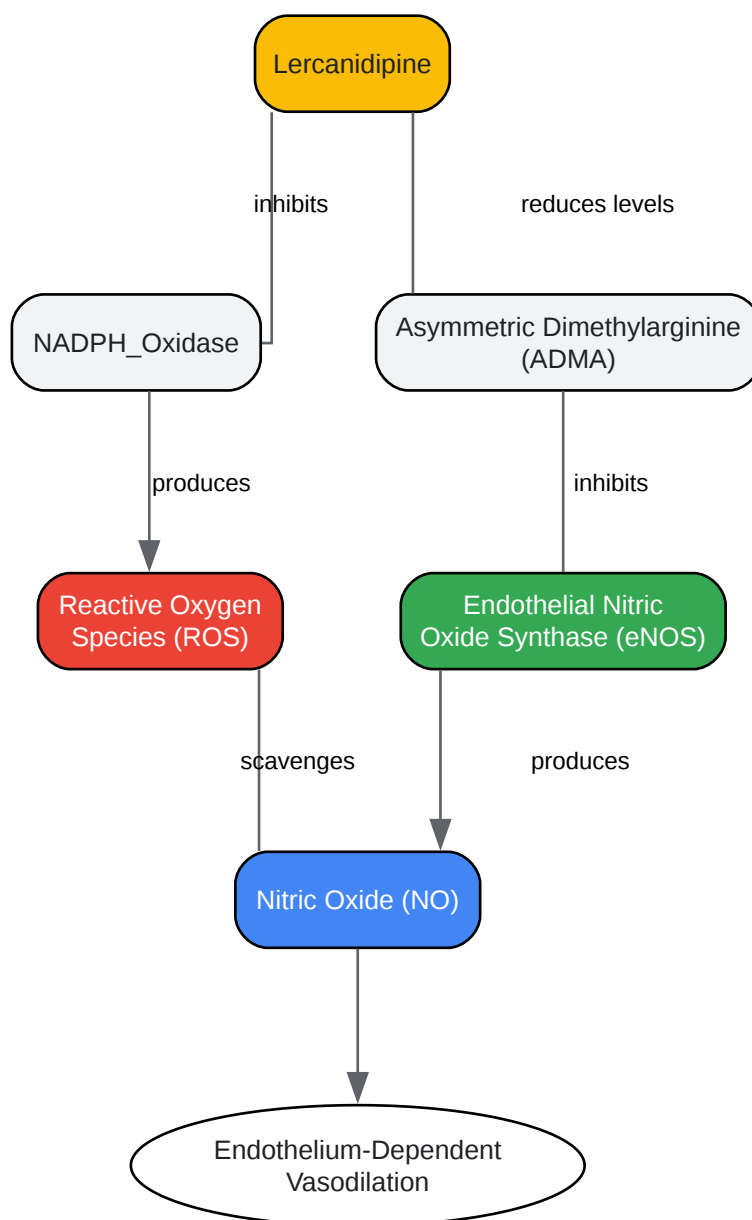 Lercanidipine
inhibits
reduces levels
NADPH_Oxidase
Asymmetric Dimethylarginine
(ADMA)
produces
inhibits
Reactive Oxygen
Species (ROS)
Endothelial Nitric
Oxide Synthase (eNOS)
scavenges
produces
Nitric Oxide (NO)
Endothelium-Dependent
Vasodilation